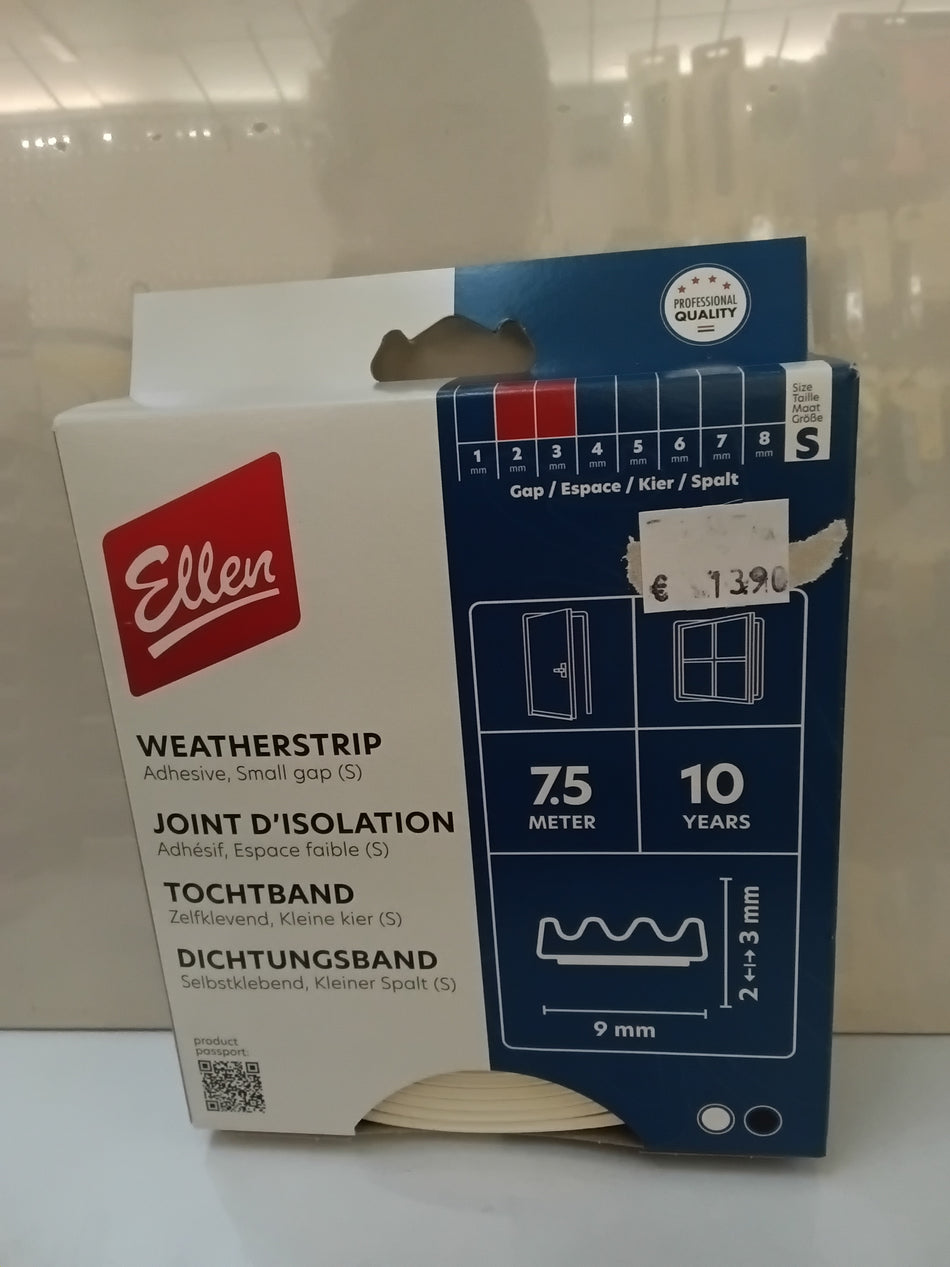 PROFESSIONAL
QUALITY
Size
Taille
Maat
Größe
S
1 2 3 4 5 6 7 8
mm mm mm mm mm mm mm mm
Gap / Espace / Kier / Spalt
€ 13.90
Ellen
WEATHERSTRIP
Adhesive, Small gap (S)
JOINT D'ISOLATION
Adhésif, Espace faible (S)
TOCHTBAND
Zelfklevend, Kleine kier (S)
DICHTUNGSBAND
Selbstklebend, Kleiner Spalt (S)
product
passport:
7.5
METER
10
YEARS
2 ↔ 3 mm
9 mm